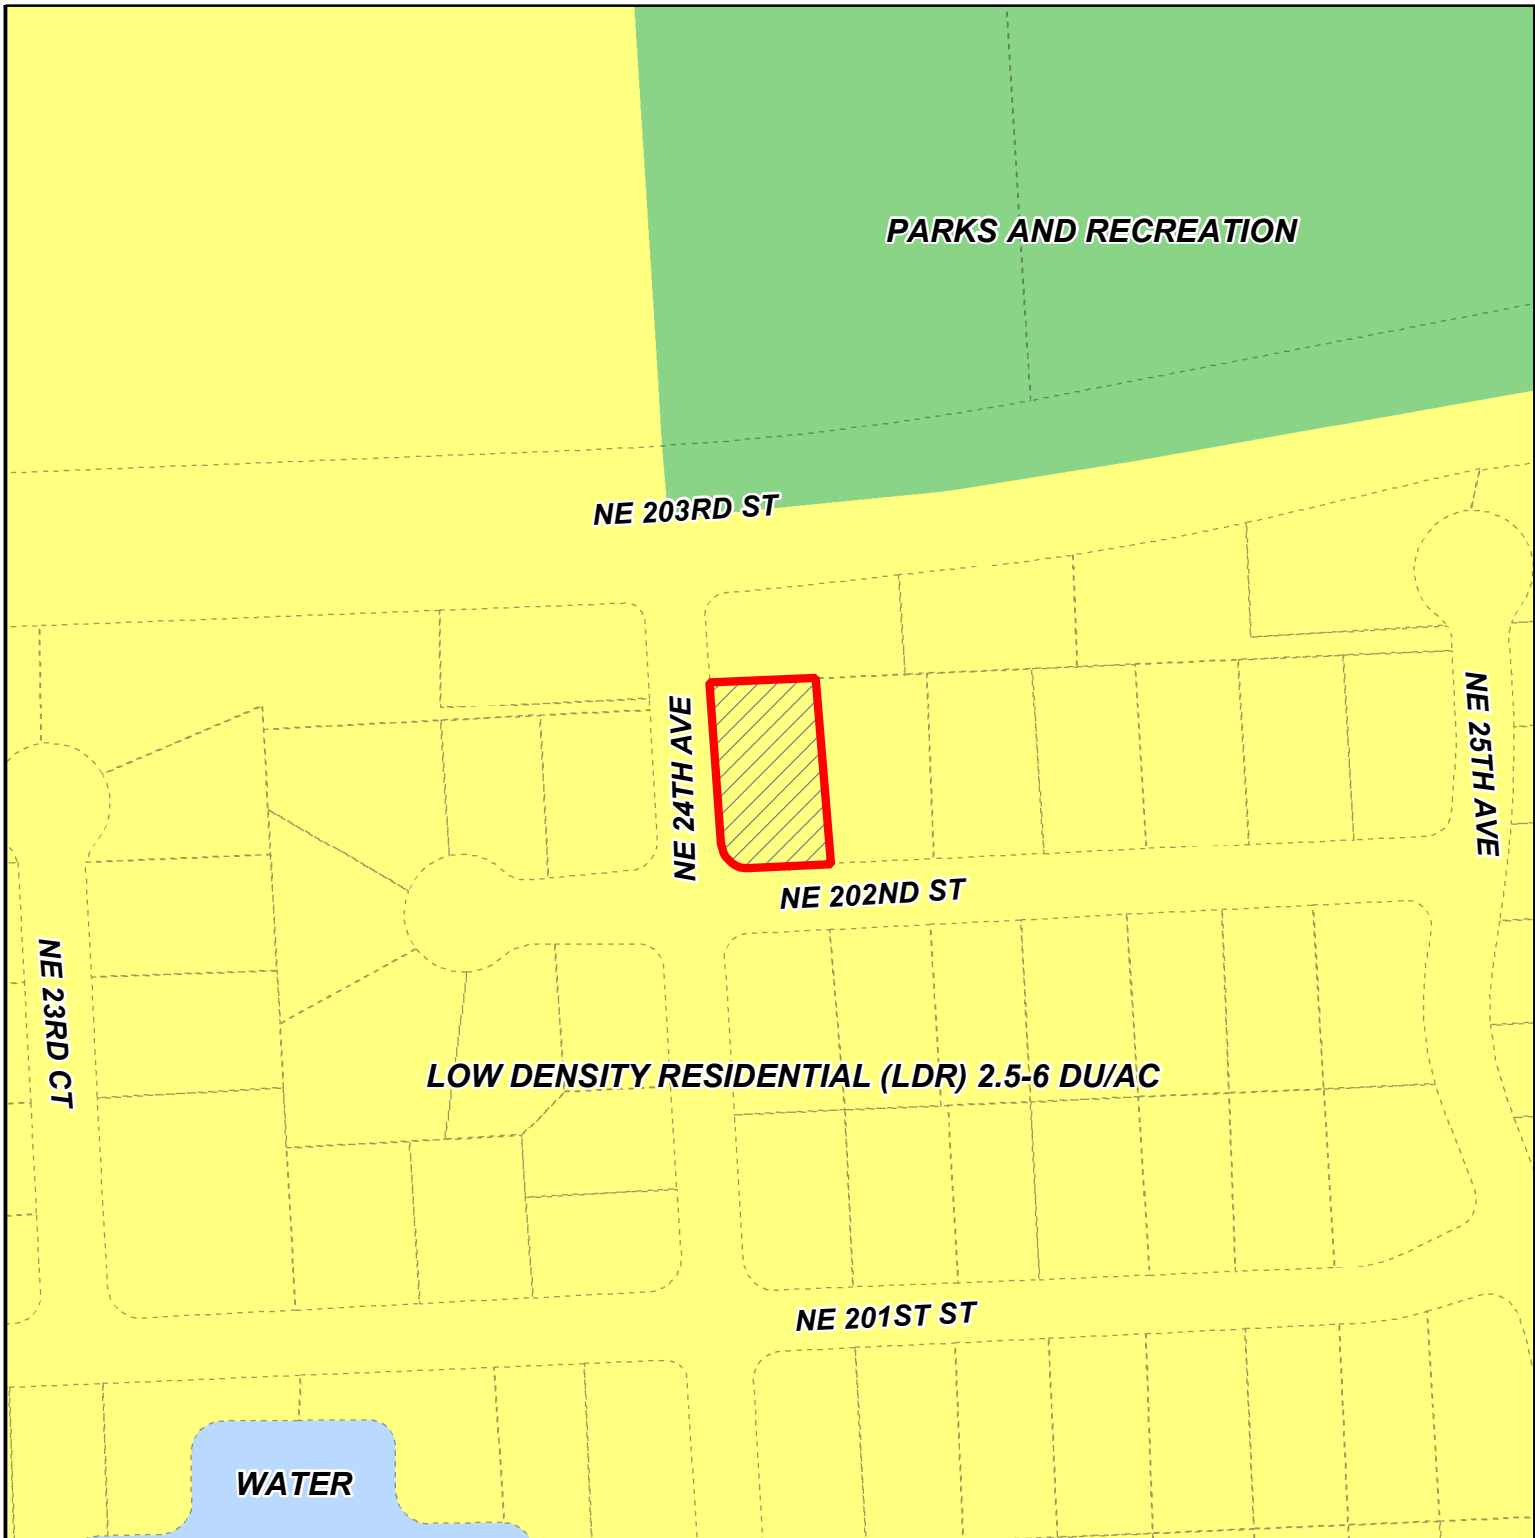 PARKS AND RECREATION
NE 203RD ST
NE 24TH AVE
NE 25TH AVE
NE 202ND ST
NE 23RD CT
LOW DENSITY RESIDENTIAL (LDR) 2.5-6 DU/AC
NE 201ST ST
WATER